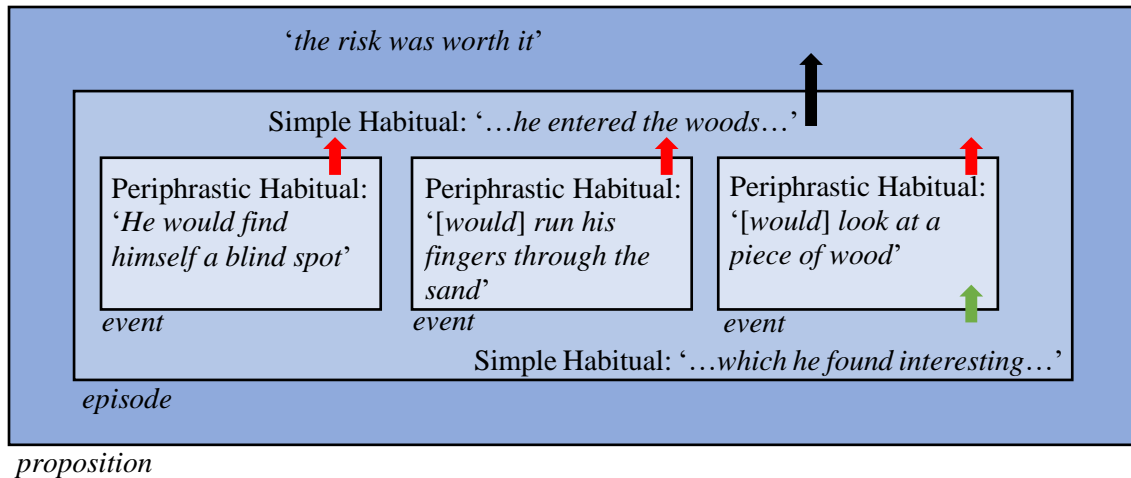 ‘the risk was worth it’
Simple Habitual: ‘…he entered the woods…’
Periphrastic Habitual:
‘He would find
himself a blind spot’
event
Periphrastic Habitual:
‘[would] run his
fingers through the
sand’
event
Periphrastic Habitual:
‘[would] look at a
piece of wood’
event
Simple Habitual: ‘…which he found interesting…’
episode
proposition